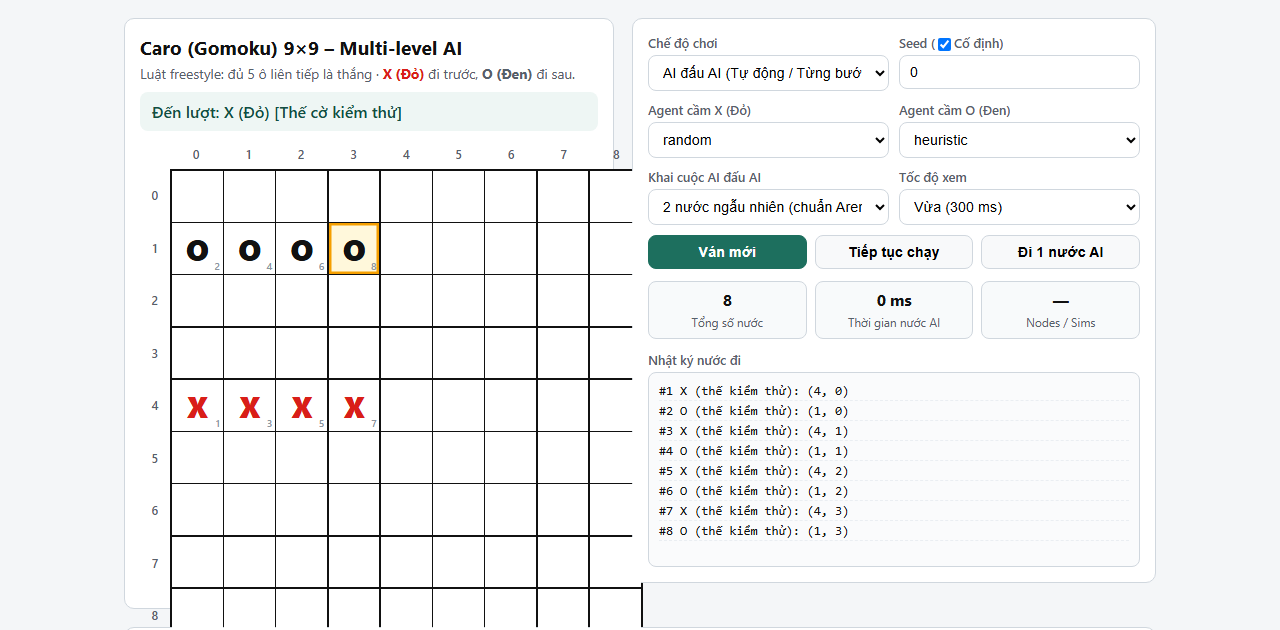 Caro (Gomoku) 9×9 – Multi-level AI
Luật freestyle: đủ 5 ô liên tiếp là thắng · X (Đỏ) đi trước, O (Đen) đi sau.
Đến lượt: X (Đỏ) [Thế cờ kiểm thử]
0 1 2 3 4 5 6 7 8
0
1 O 2 O 4 O 6 O 8
2
3
4 X 1 X 3 X 5 X 7
5
6
7
8
Chế độ chơi
AI đấu AI (Tự động / Từng bướ
Seed ( Cố định)
0
Agent cầm X (Đỏ)
random
Agent cầm O (Đen)
heuristic
Khai cuộc AI đấu AI
2 nước ngẫu nhiên (chuẩn Arer
Tốc độ xem
Vừa (300 ms)
Ván mới
Tiếp tục chạy
Đi 1 nước AI
8
Tổng số nước
0 ms
Thời gian nước AI
—
Nodes / Sims
Nhật ký nước đi
#1 X (thế kiểm thử): (4, 0)
#2 O (thế kiểm thử): (1, 0)
#3 X (thế kiểm thử): (4, 1)
#4 O (thế kiểm thử): (1, 1)
#5 X (thế kiểm thử): (4, 2)
#6 O (thế kiểm thử): (1, 2)
#7 X (thế kiểm thử): (4, 3)
#8 O (thế kiểm thử): (1, 3)